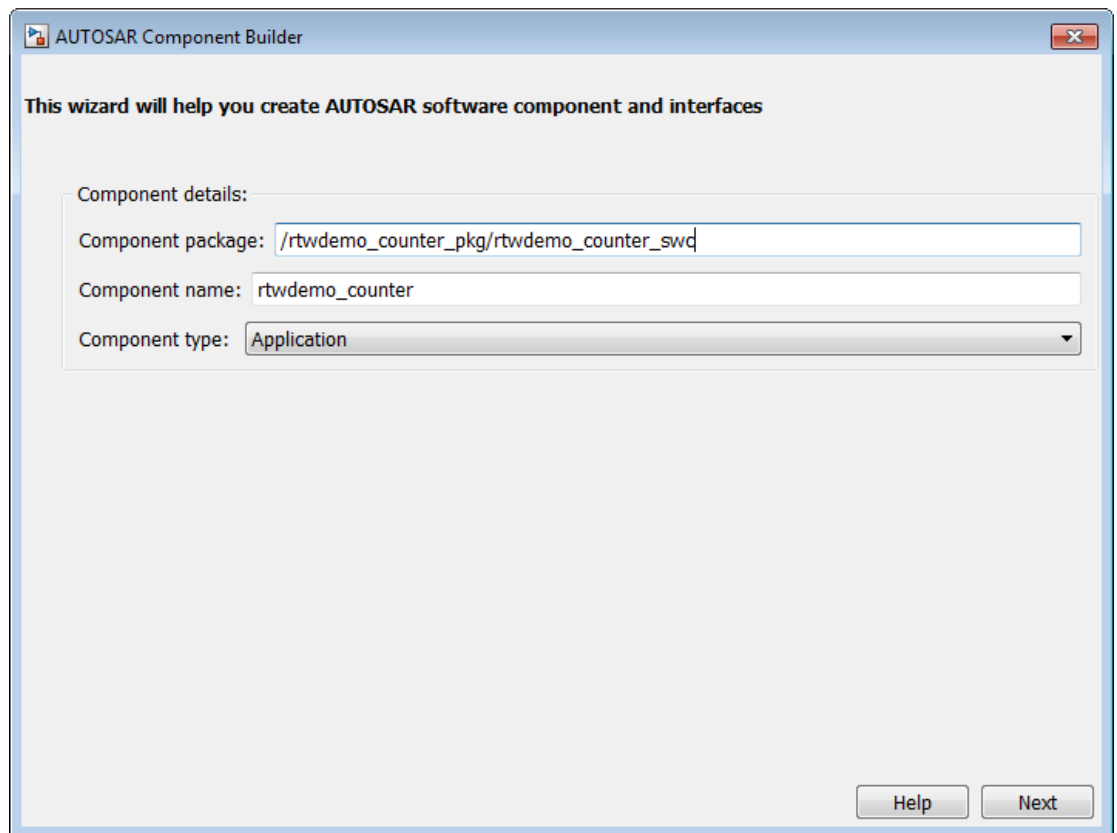 AUTOSAR Component Builder
This wizard will help you create AUTOSAR software component and interfaces
Component details:
Component package: /rtwdemo_counter_pkg/rtwdemo_counter_swc
Component name: rtwdemo_counter
Component type: Application
Help Next